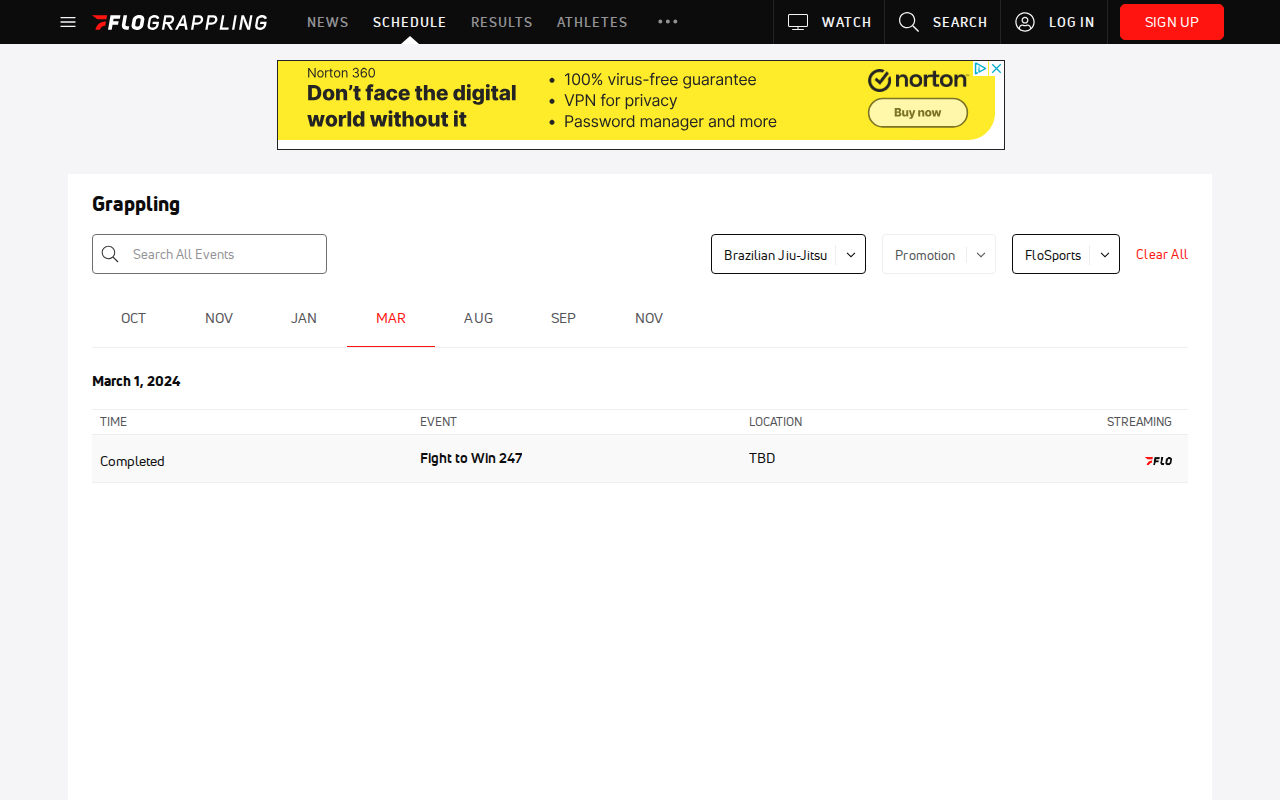 FLOGRAPPLING
NEWS
SCHEDULE
RESULTS
ATHLETES
WATCH
SEARCH
LOG IN
SIGN UP
Norton 360
Don't face the digital
world without it
• 100% virus-free guarantee
• VPN for privacy
• Password manager and more
norton
Buy now
Grappling
Search All Events
Brazilian Jiu-Jitsu
Promotion
FloSports
Clear All
OCT
NOV
JAN
MAR
AUG
SEP
NOV
March 1, 2024
TIME
EVENT
LOCATION
STREAMING
Completed
Fight to Win 247
TBD
FLO